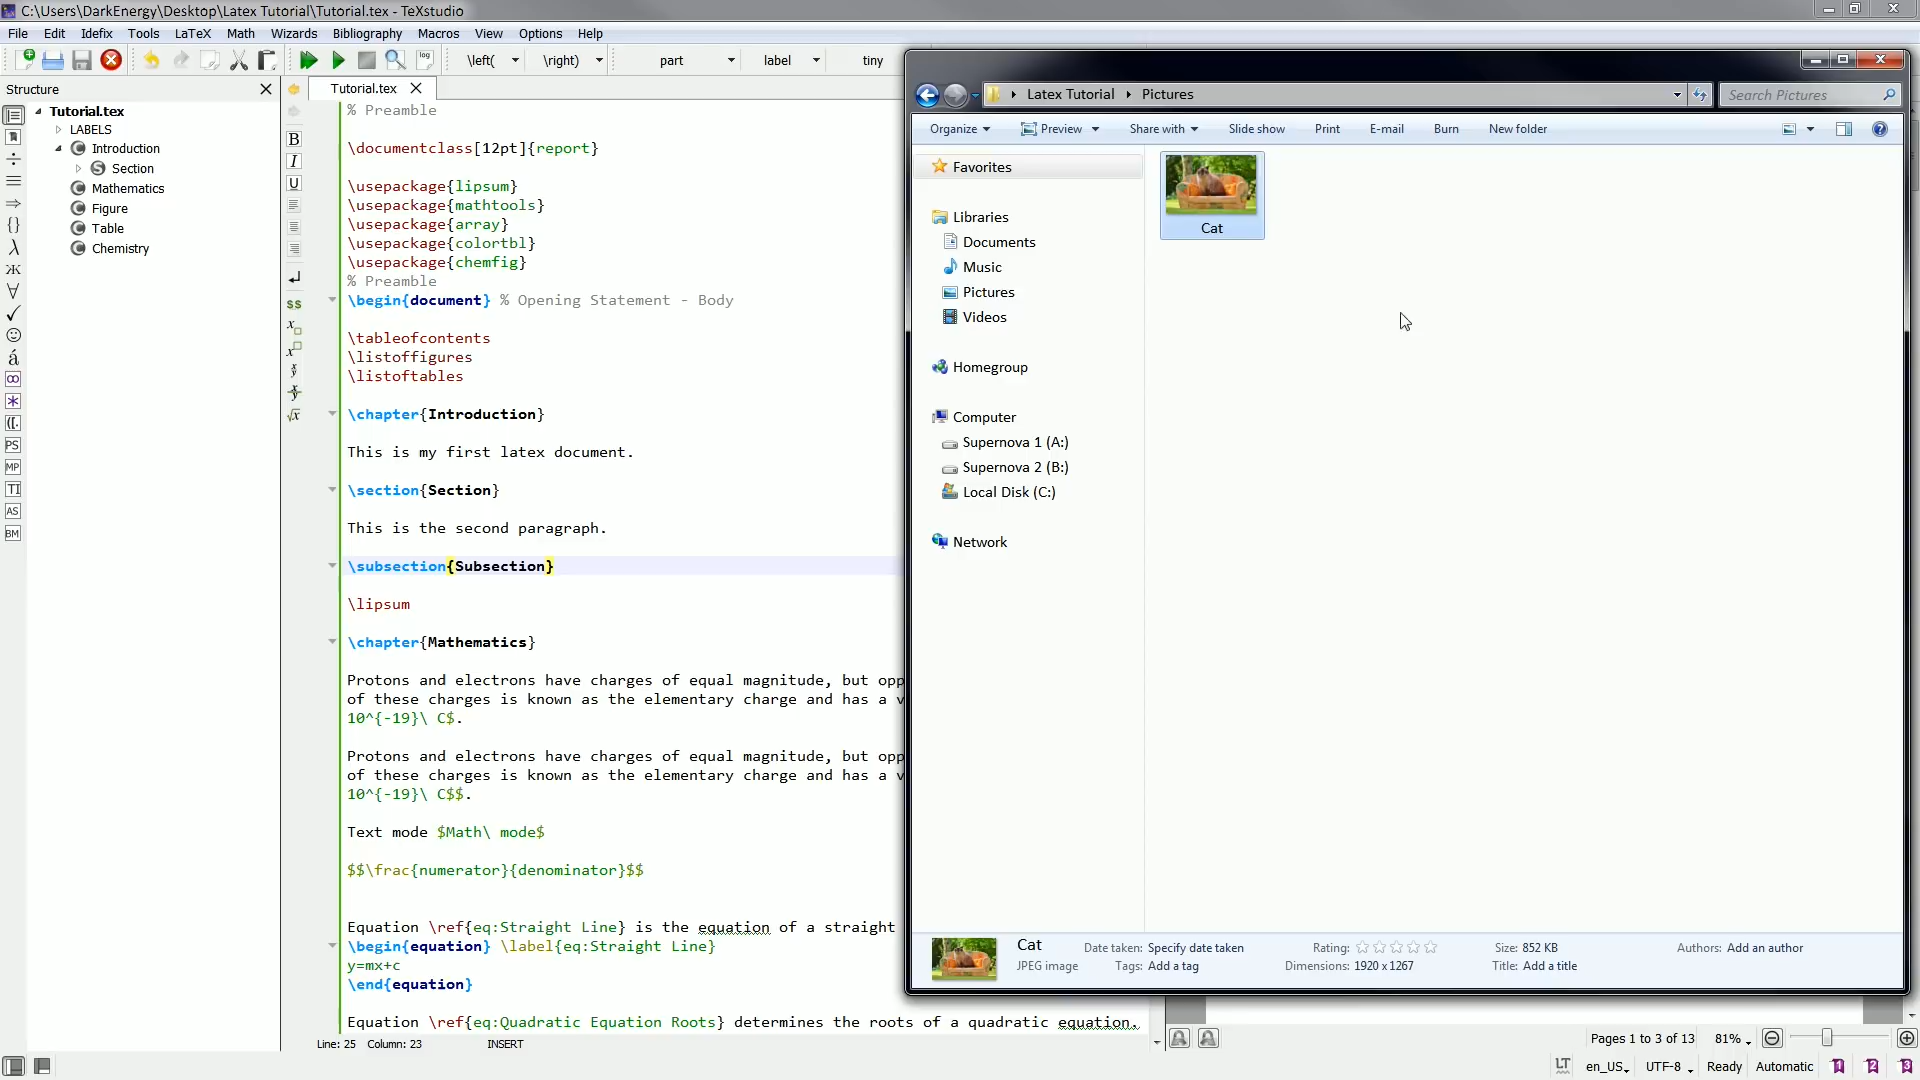 C:\Users\DarkEnergy\Desktop\Latex Tutorial\Tutorial.tex - TeXstudio
File Edit Idefix Tools LaTeX Math Wizards Bibliography Macros View Options Help
\left( \right) part label tiny
Structure
Tutorial.tex
LABELS
Introduction
Section
Mathematics
Figure
Table
Chemistry
PS
MP
TI
AS
BM
B
I
U
$$
log
Tutorial.tex
% Preamble
\documentclass[12pt]{report}
\usepackage{lipsum}
\usepackage{mathtools}
\usepackage{array}
\usepackage{colortbl}
\usepackage{chemfig}
% Preamble
\begin{document} % Opening Statement - Body
\tableofcontents
\listoffigures
\listoftables
\chapter{Introduction}
This is my first latex document.
\section{Section}
This is the second paragraph.
\subsection{Subsection}
\lipsum
\chapter{Mathematics}
Protons and electrons have charges of equal magnitude, but opp
of these charges is known as the elementary charge and has a v
10^{-19}\ C$.
Protons and electrons have charges of equal magnitude, but opp
of these charges is known as the elementary charge and has a v
10^{-19}\ C$$.
Text mode $Math\ mode$
$$\frac{numerator}{denominator}$$
Equation \ref{eq:Straight Line} is the equation of a straight
\begin{equation} \label{eq:Straight Line}
y=mx+c
\end{equation}
Equation \ref{eq:Quadratic Equation Roots} determines the roots of a quadratic equation.
Line: 25 Column: 23 INSERT
Latex Tutorial Pictures
Search Pictures
Organize Preview Share with Slide show Print E-mail Burn New folder
Favorites
Libraries
Documents
Music
Pictures
Videos
Homegroup
Computer
Supernova 1 (A:)
Supernova 2 (B:)
Local Disk (C:)
Network
Cat
Cat Date taken: Specify date taken Rating: Size: 852 KB Authors: Add an author
JPEG image Tags: Add a tag Dimensions: 1920 x 1267 Title: Add a title
Pages 1 to 3 of 13 81%
LT en_US UTF-8 Ready Automatic 1 2 3